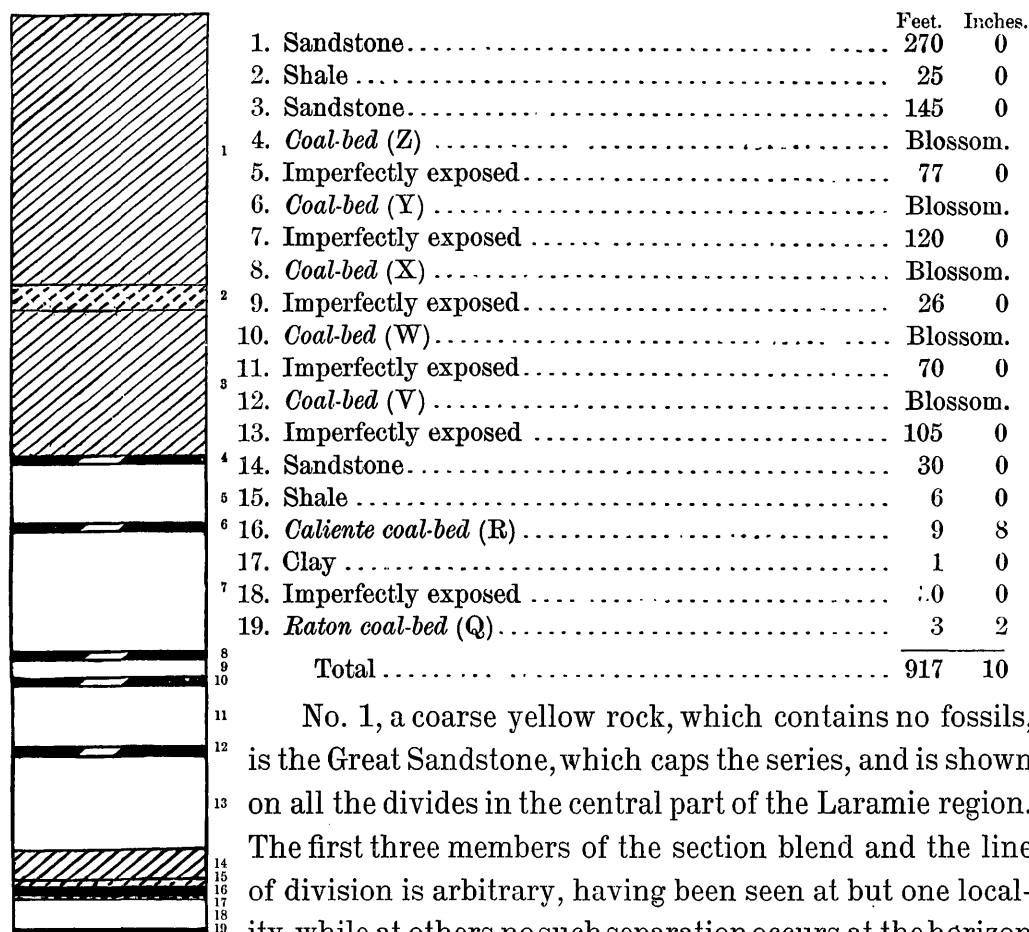 Feet. Inches.
1. Sandstone 270 0
2. Shale 25 0
3. Sandstone 145 0
4. Coal-bed (Z) Blossom.
5. Imperfectly exposed 77 0
6. Coal-bed (Y) Blossom.
7. Imperfectly exposed 120 0
8. Coal-bed (X) Blossom.
9. Imperfectly exposed 26 0
10. Coal-bed (W) Blossom.
11. Imperfectly exposed 70 0
12. Coal-bed (V) Blossom.
13. Imperfectly exposed 105 0
14. Sandstone 30 0
15. Shale 6 0
16. Caliente coal-bed (R) 9 8
17. Clay 1 0
18. Imperfectly exposed 0
19. Raton coal-bed (Q) 3 2
Total 917 10
No. 1, a coarse yellow rock, which contains no fossils,
is the Great Sandstone, which caps the series, and is shown
on all the divides in the central part of the Laramie region.
The first three members of the section blend and the line
of division is arbitrary, having been seen at but one local-
ity, while at others no such separation occurs at the horizon
1
2
3
4
5
6
7
8
9
10
11
12
13
14
15
16
17
18
19